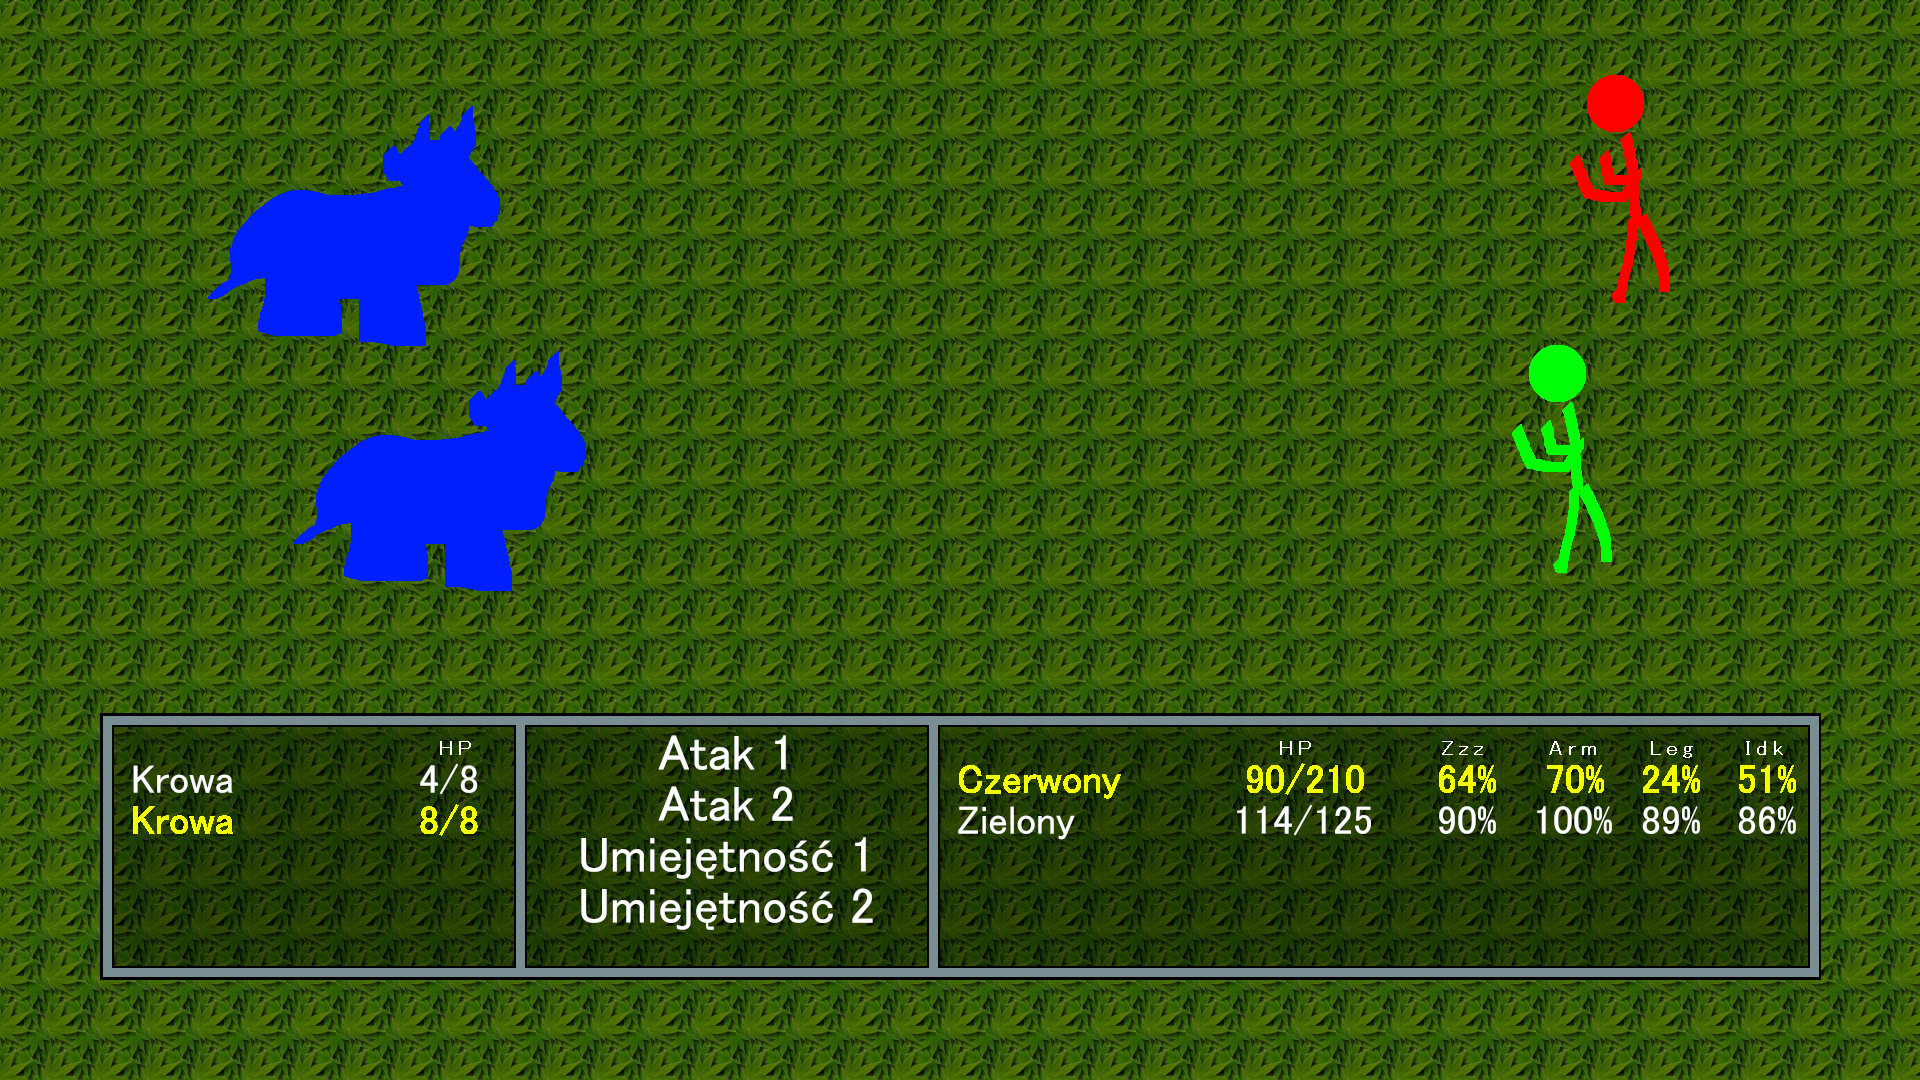 HP
Krowa 4/8
Krowa 8/8
Atak 1
Atak 2
Umiejętność 1
Umiejętność 2
HP Zzz Arm Leg Idk
Czerwony 90/210 64% 70% 24% 51%
Zielony 114/125 90% 100% 89% 86%